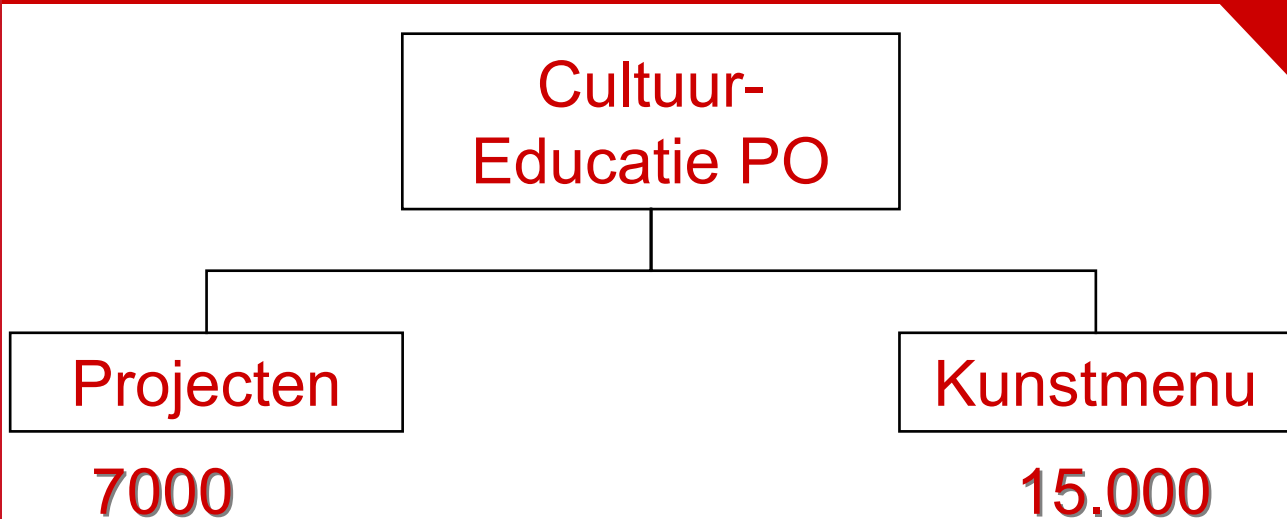 Cultuur-
Educatie PO
Projecten
Kunstmenu
7000
15.000